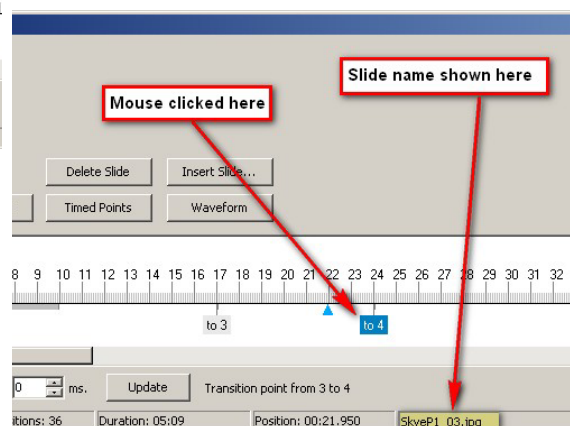 Slide name shown here
Mouse clicked here
Delete Slide Insert Slide...
Timed Points Waveform
8 9 10 11 12 13 14 15 16 17 18 19 20 21 22 23 24 25 26 27 28 29 30 31 32
to 3 to 4
0 ms. Update Transition point from 3 to 4
itions: 36 Duration: 05:09 Position: 00:21.950 SkyeP1_03.jpg